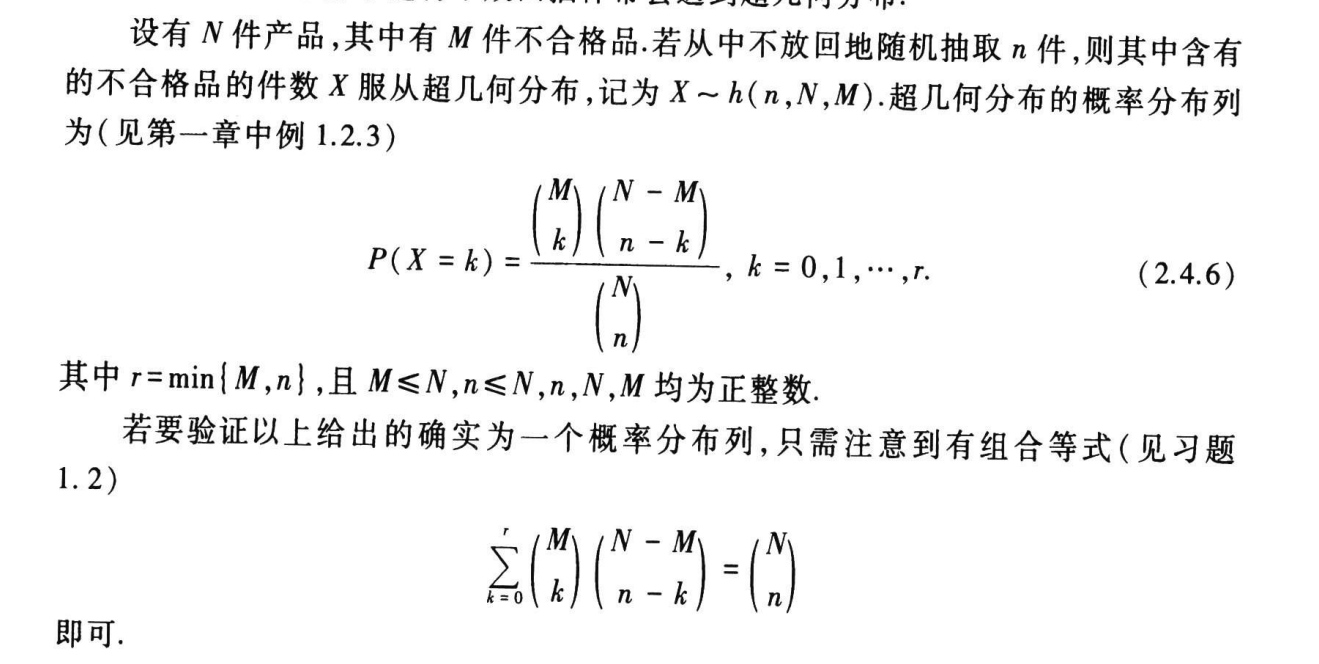 设有 N 件产品,其中有 M 件不合格品.若从中不放回地随机抽取 n 件,则其中含有
的不合格品的件数 X 服从超几何分布,记为 X ~ h(n,N,M).超几何分布的概率分布列
为(见第一章中例 1.2.3)
P(X = k) = \frac{\binom{M}{k}\binom{N - M}{n - k}}{\binom{N}{n}}, k = 0,1,⋯,r. (2.4.6)
其中 r=min{M,n},且 M≤N,n≤N,n,N,M 均为正整数.
若要验证以上给出的确实为一个概率分布列,只需注意到有组合等式(见习题
1.2)
\sum_{k=0}^{r}\binom{M}{k}\binom{N - M}{n - k} = \binom{N}{n}
即可.